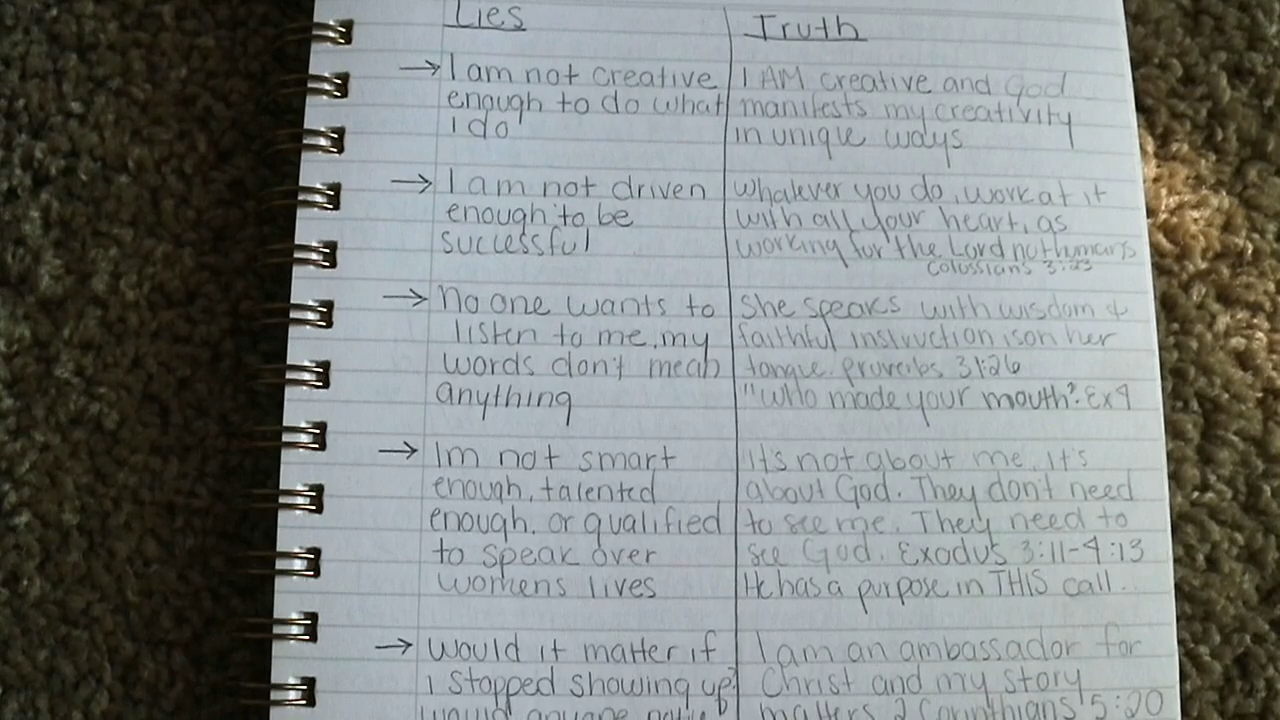 Lies
→ I am not creative
enough to do what
I do
→ I am not driven
enough to be
successful
→ no one wants to
listen to me, my
words don't mean
anything
→ Im not smart
enough, talented
enough. or qualified
to speak over
womens lives
→ would it matter if
I stopped showing up?
would anyone
Truth
I AM creative and God
manifests my creativity
in unique ways
Whatever you do, work at it
with all your heart, as
working for the Lord not humans
Colossians 3:23
She speaks with wisdom &
faithful instruction is on her
tongue. Proverbs 31:26
"Who made your mouth? Ex 4
It's not about me. It's
about God. They don't need
to see me. They need to
see God. Exodus 3:11-4:13
He has a purpose in THIS call..
I am an ambassador for
Christ and my story
matters 2 Corinthians 5:20